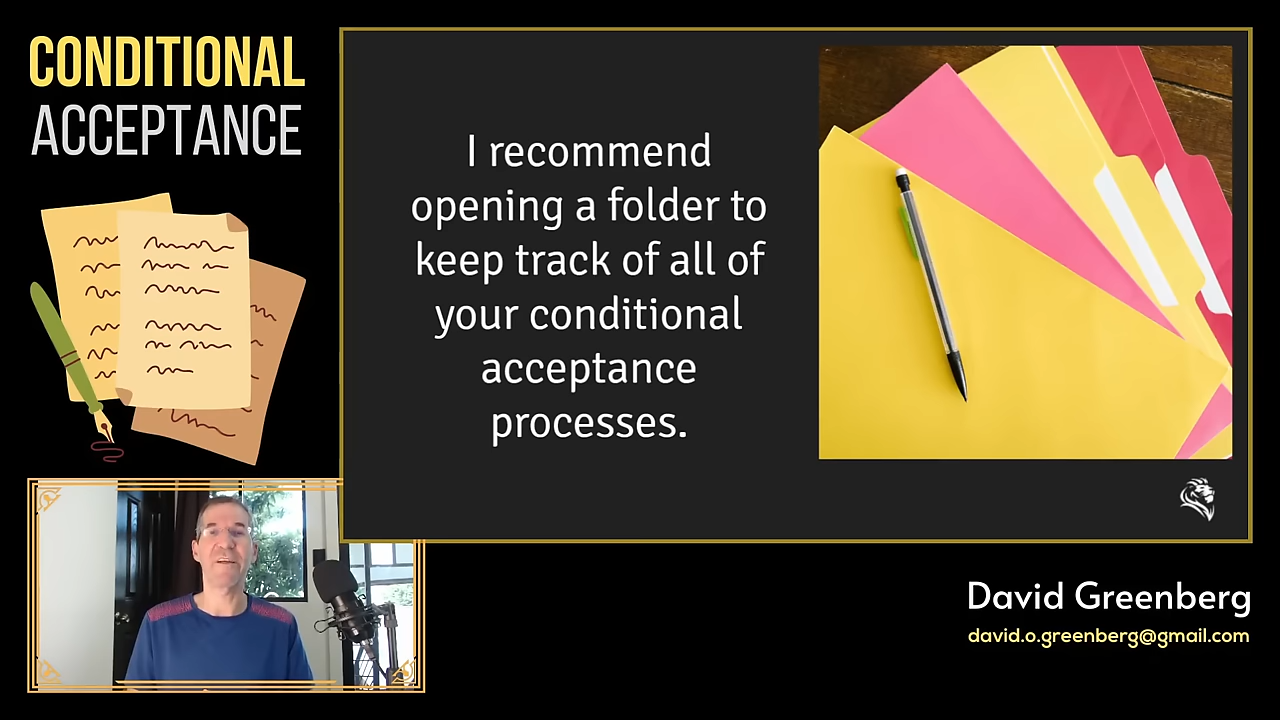 CONDITIONAL
ACCEPTANCE
I recommend
opening a folder to
keep track of all of
your conditional
acceptance
processes.
David Greenberg
david.o.greenberg@gmail.com